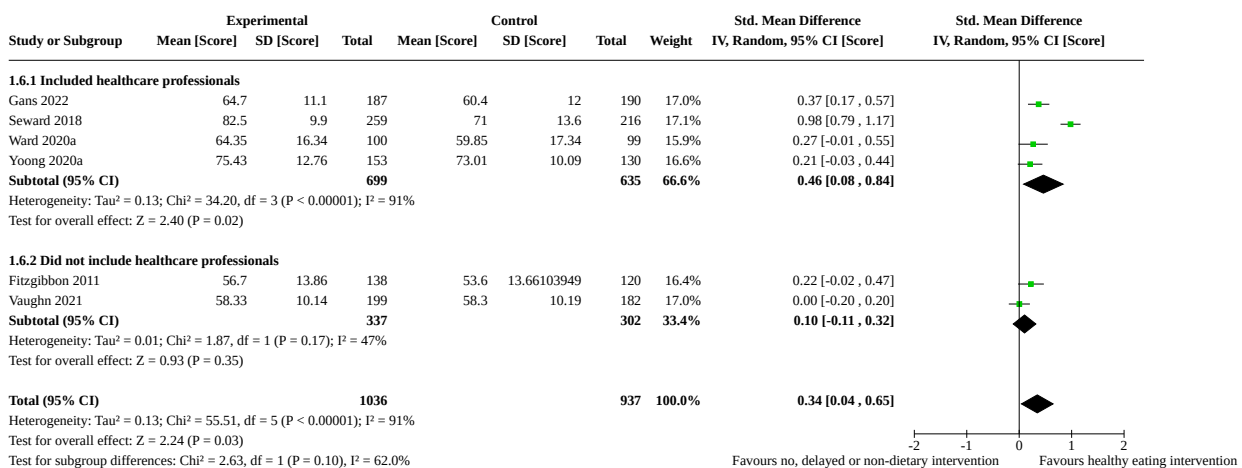 Experimental Control Std. Mean Difference Std. Mean Difference
Study or Subgroup Mean [Score] SD [Score] Total Mean [Score] SD [Score] Total Weight IV, Random, 95% CI [Score] IV, Random, 95% CI [Score]
1.6.1 Included healthcare professionals
Gans 2022 64.7 11.1 187 60.4 12 190 17.0% 0.37 [0.17 , 0.57]
Seward 2018 82.5 9.9 259 71 13.6 216 17.1% 0.98 [0.79 , 1.17]
Ward 2020a 64.35 16.34 100 59.85 17.34 99 15.9% 0.27 [-0.01 , 0.55]
Yoong 2020a 75.43 12.76 153 73.01 10.09 130 16.6% 0.21 [-0.03 , 0.44]
Subtotal (95% CI) 699 635 66.6% 0.46 [0.08 , 0.84]
Heterogeneity: Tau² = 0.13; Chi² = 34.20, df = 3 (P < 0.00001); I² = 91%
Test for overall effect: Z = 2.40 (P = 0.02)
1.6.2 Did not include healthcare professionals
Fitzgibbon 2011 56.7 13.86 138 53.6 13.66103949 120 16.4% 0.22 [-0.02 , 0.47]
Vaughn 2021 58.33 10.14 199 58.3 10.19 182 17.0% 0.00 [-0.20 , 0.20]
Subtotal (95% CI) 337 302 33.4% 0.10 [-0.11 , 0.32]
Heterogeneity: Tau² = 0.01; Chi² = 1.87, df = 1 (P = 0.17); I² = 47%
Test for overall effect: Z = 0.93 (P = 0.35)
Total (95% CI) 1036 937 100.0% 0.34 [0.04 , 0.65]
Heterogeneity: Tau² = 0.13; Chi² = 55.51, df = 5 (P < 0.00001); I² = 91%
Test for overall effect: Z = 2.24 (P = 0.03) -2 -1 0 1 2
Test for subgroup differences: Chi² = 2.63, df = 1 (P = 0.10), I² = 62.0% Favours no, delayed or non-dietary intervention Favours healthy eating intervention